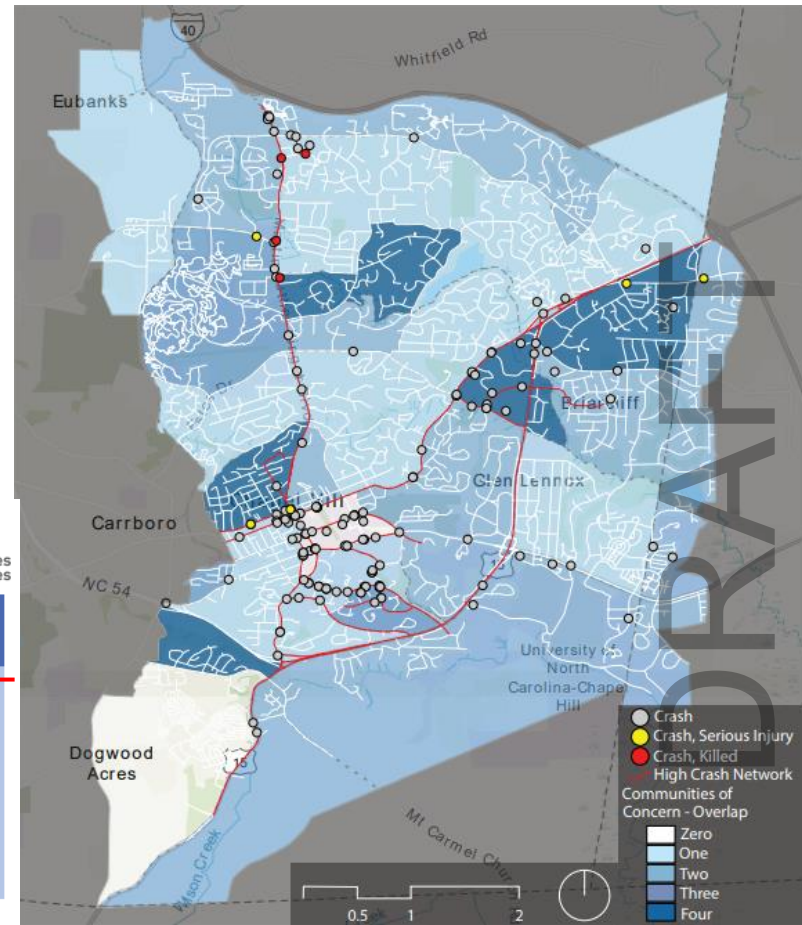 40
Whitfield Rd
Eubanks
Briarcliff
Glen Lennox
Carrboro
es
es
NC 54
University of
North
Carolina-Chapel
Hill
Dogwood
Acres
15
Mt Carmel Chur
DRAFT
Crash
Crash, Serious Injury
Crash, Killed
High Crash Network
Communities of
Concern - Overlap
Zero
One
Two
Three
Four
0.5 1 2